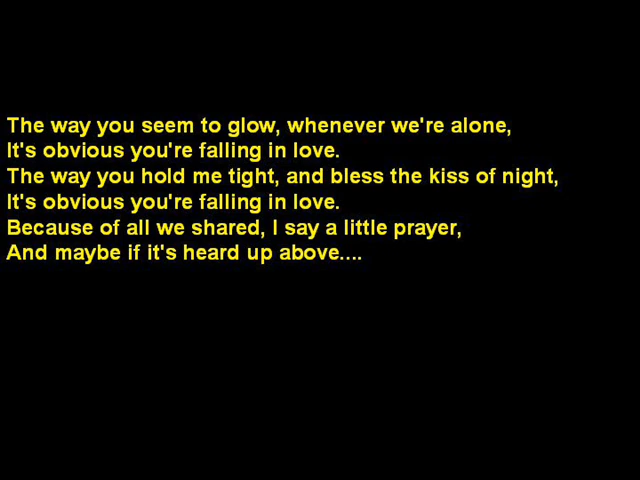 The way you seem to glow, whenever we're alone,
It's obvious you're falling in love.
The way you hold me tight, and bless the kiss of night,
It's obvious you're falling in love.
Because of all we shared, I say a little prayer,
And maybe if it's heard up above....